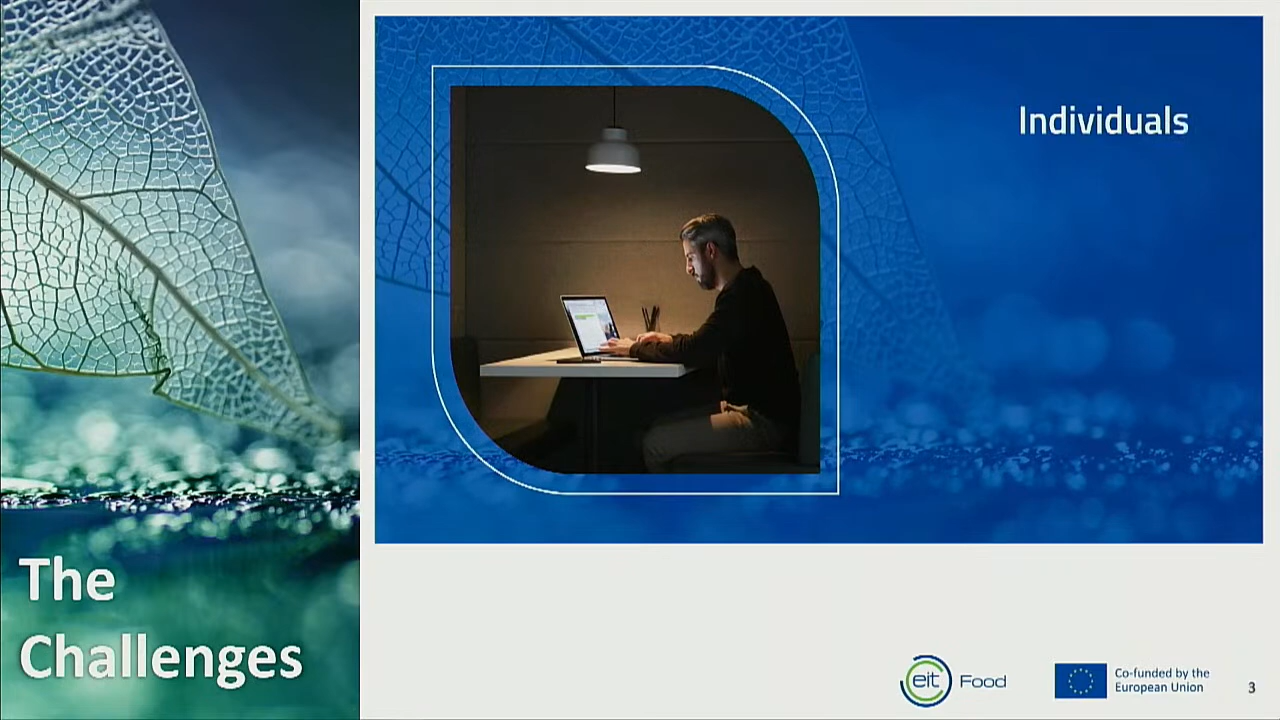 The
Challenges
Individuals
eit Food
Co-funded by the
European Union
3